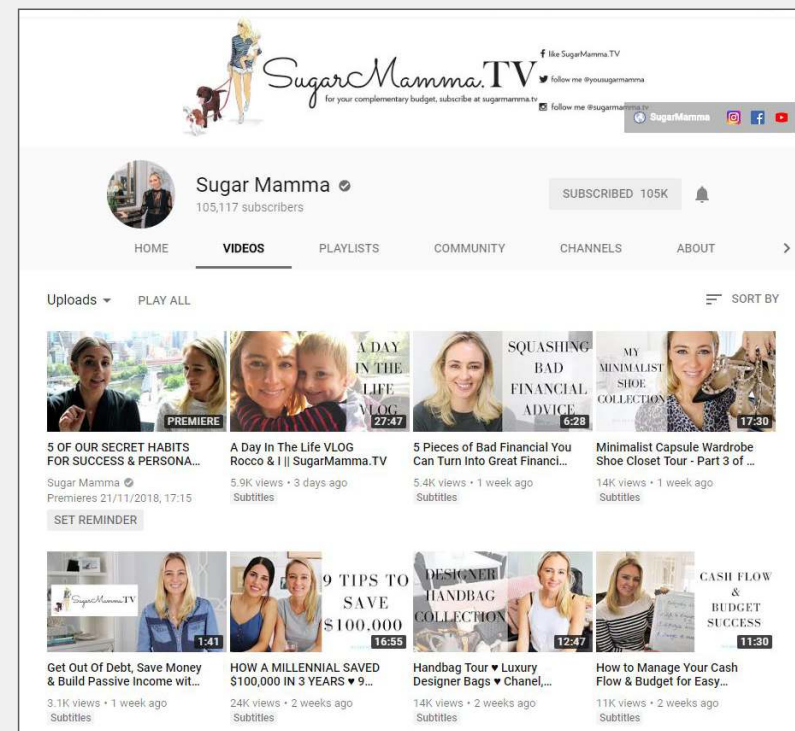 SugarMamma.TV
for your complementary budget, subscribe at sugarmamma.tv
like SugarMamma.TV
follow me @yousugarmamma
follow me @sugarmamma.tv
SugarMamma
Sugar Mamma
105,117 subscribers
SUBSCRIBED 105K
HOME VIDEOS PLAYLISTS COMMUNITY CHANNELS ABOUT
Uploads PLAY ALL SORT BY
PREMIERE
A DAY
IN THE
LIFE
VLOG
27:47
SQUASHING
BAD
FINANCIAL
ADVICE
6:28
MY
MINIMALIST
SHOE
COLLECTION
17:30
5 OF OUR SECRET HABITS
FOR SUCCESS & PERSONA...
Sugar Mamma
Premieres 21/11/2018, 17:15
SET REMINDER
A Day In The Life VLOG
Rocco & I || SugarMamma.TV
5.9K views • 3 days ago
Subtitles
5 Pieces of Bad Financial You
Can Turn Into Great Financi...
5.4K views • 1 week ago
Subtitles
Minimalist Capsule Wardrobe
Shoe Closet Tour - Part 3 of ...
14K views • 1 week ago
Subtitles
SugarMamma.TV
1:41
9 TIPS TO
SAVE
$100.000
16:55
DESIGNER
HANDBAG
COLLECTION
12:47
CASH FLOW
&
BUDGET
SUCCESS
11:30
Get Out Of Debt, Save Money
& Build Passive Income wit...
3.1K views • 1 week ago
Subtitles
HOW A MILLENNIAL SAVED
$100,000 IN 3 YEARS ♥ 9...
24K views • 2 weeks ago
Subtitles
Handbag Tour ♥ Luxury
Designer Bags ♥ Chanel,...
14K views • 2 weeks ago
Subtitles
How to Manage Your Cash
Flow & Budget for Easy...
11K views • 2 weeks ago
Subtitles